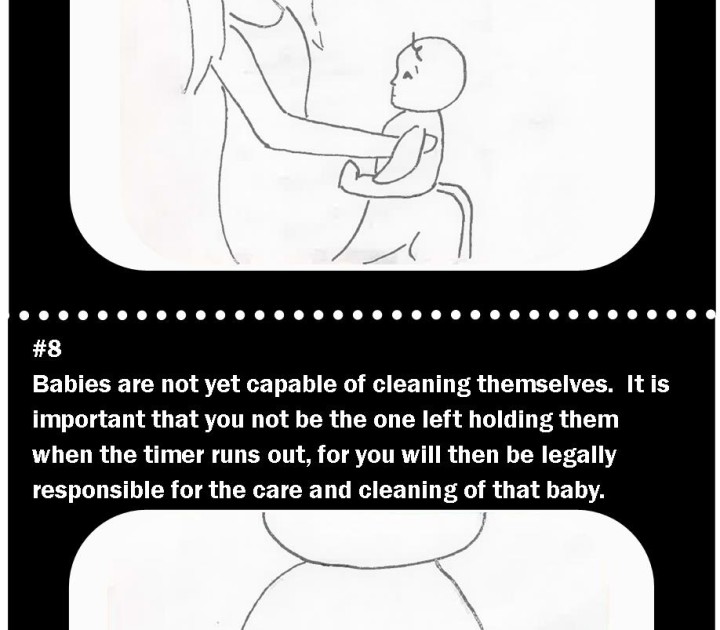 #8
Babies are not yet capable of cleaning themselves.  It is
important that you not be the one left holding them
when the timer runs out, for you will then be legally
responsible for the care and cleaning of that baby.